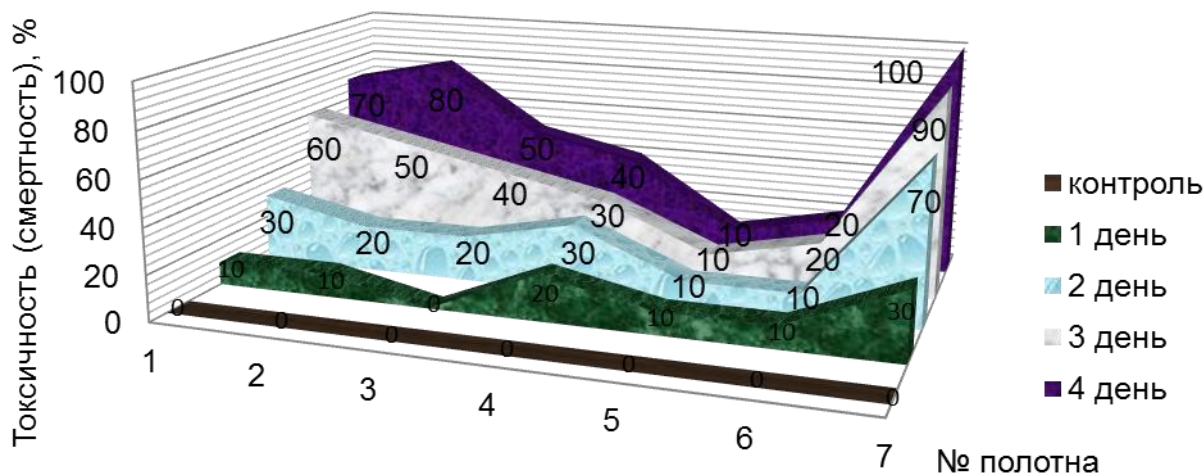 Токсичность (смертность), %
100
80
60
40
20
0
70 80 50 40 10 20 100
60 50 40 30 10 20 90
30 20 20 30 10 10 70
10 10 0 20 10 10 30
0 0 0 0 0 0 0
1 2 3 4 5 6 7
№ полотна
контроль
1 день
2 день
3 день
4 день